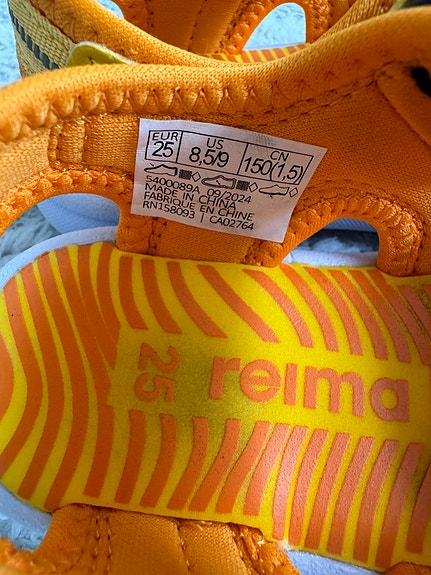 EUR US CN
25 8,5/9 150(1,5)
5400089A 09/2024
MADE IN CHINA
FABRIQUE EN CHINE
RN158093 | CA02764
25 reima